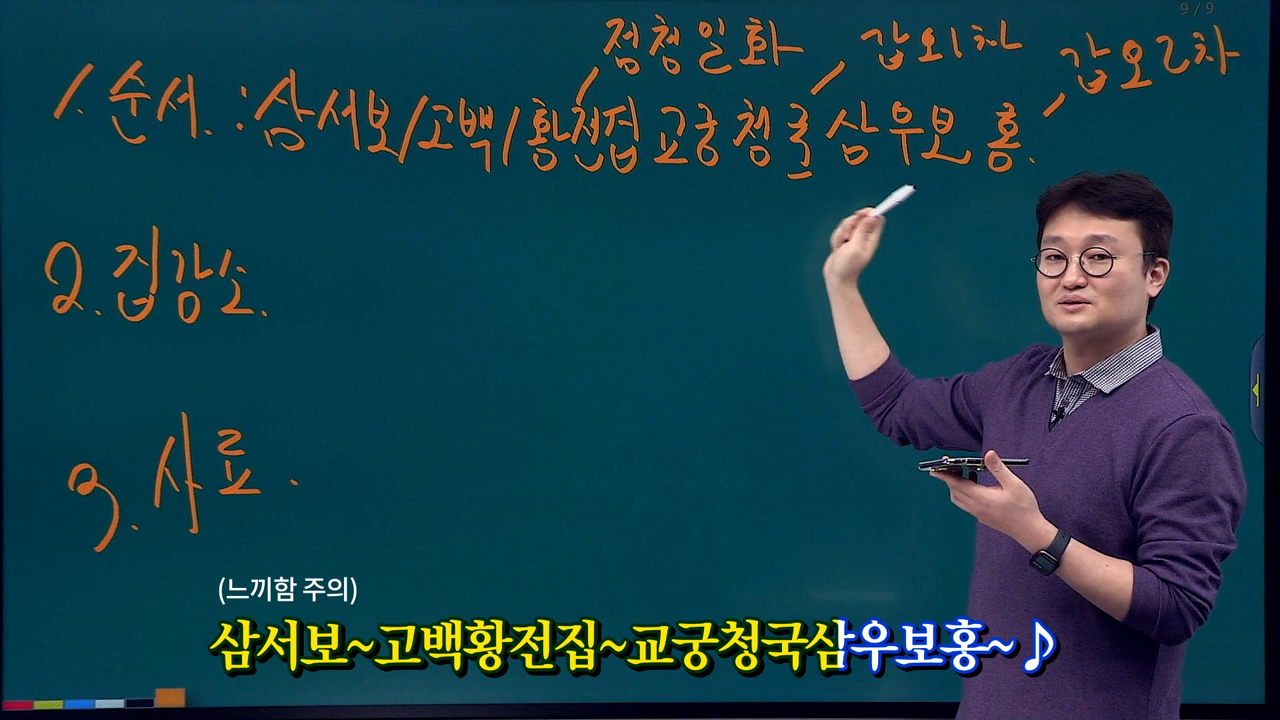 9/9
점청일화 / 갑오1차 / 갑오2차
1. 순서. : 삼서보/고백/황전집 교궁청국 삼우보홍.
2. 집강소.
3. 사료.
(느끼함 주의)
삼서보~고백황전집~교궁청국삼우보홍~♪